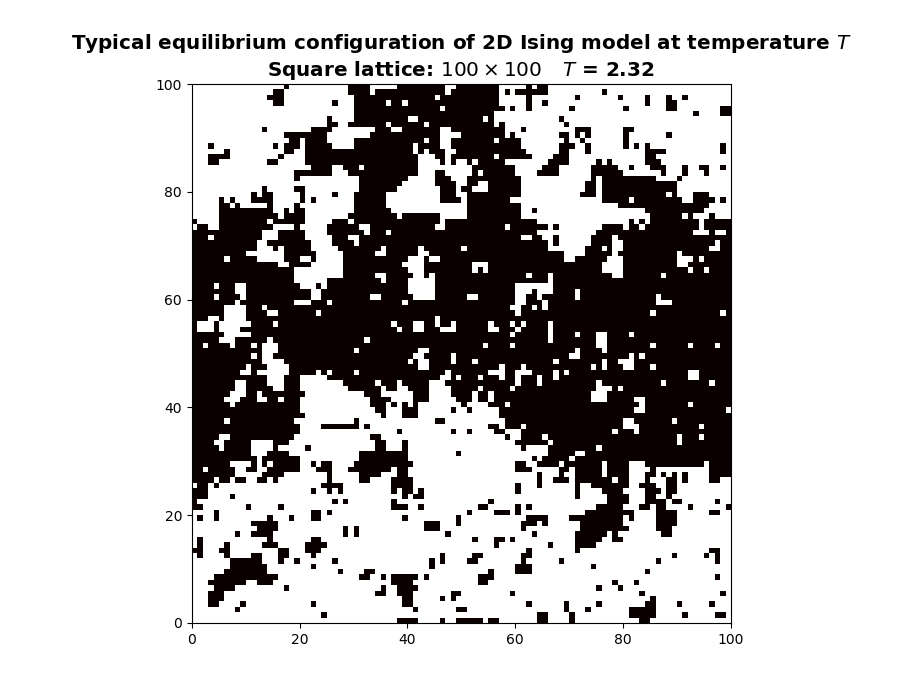 Typical equilibrium configuration of 2D Ising model at temperature T
Square lattice: 100 × 100 T = 2.32
100
80
60
40
20
0
0 20 40 60 80 100